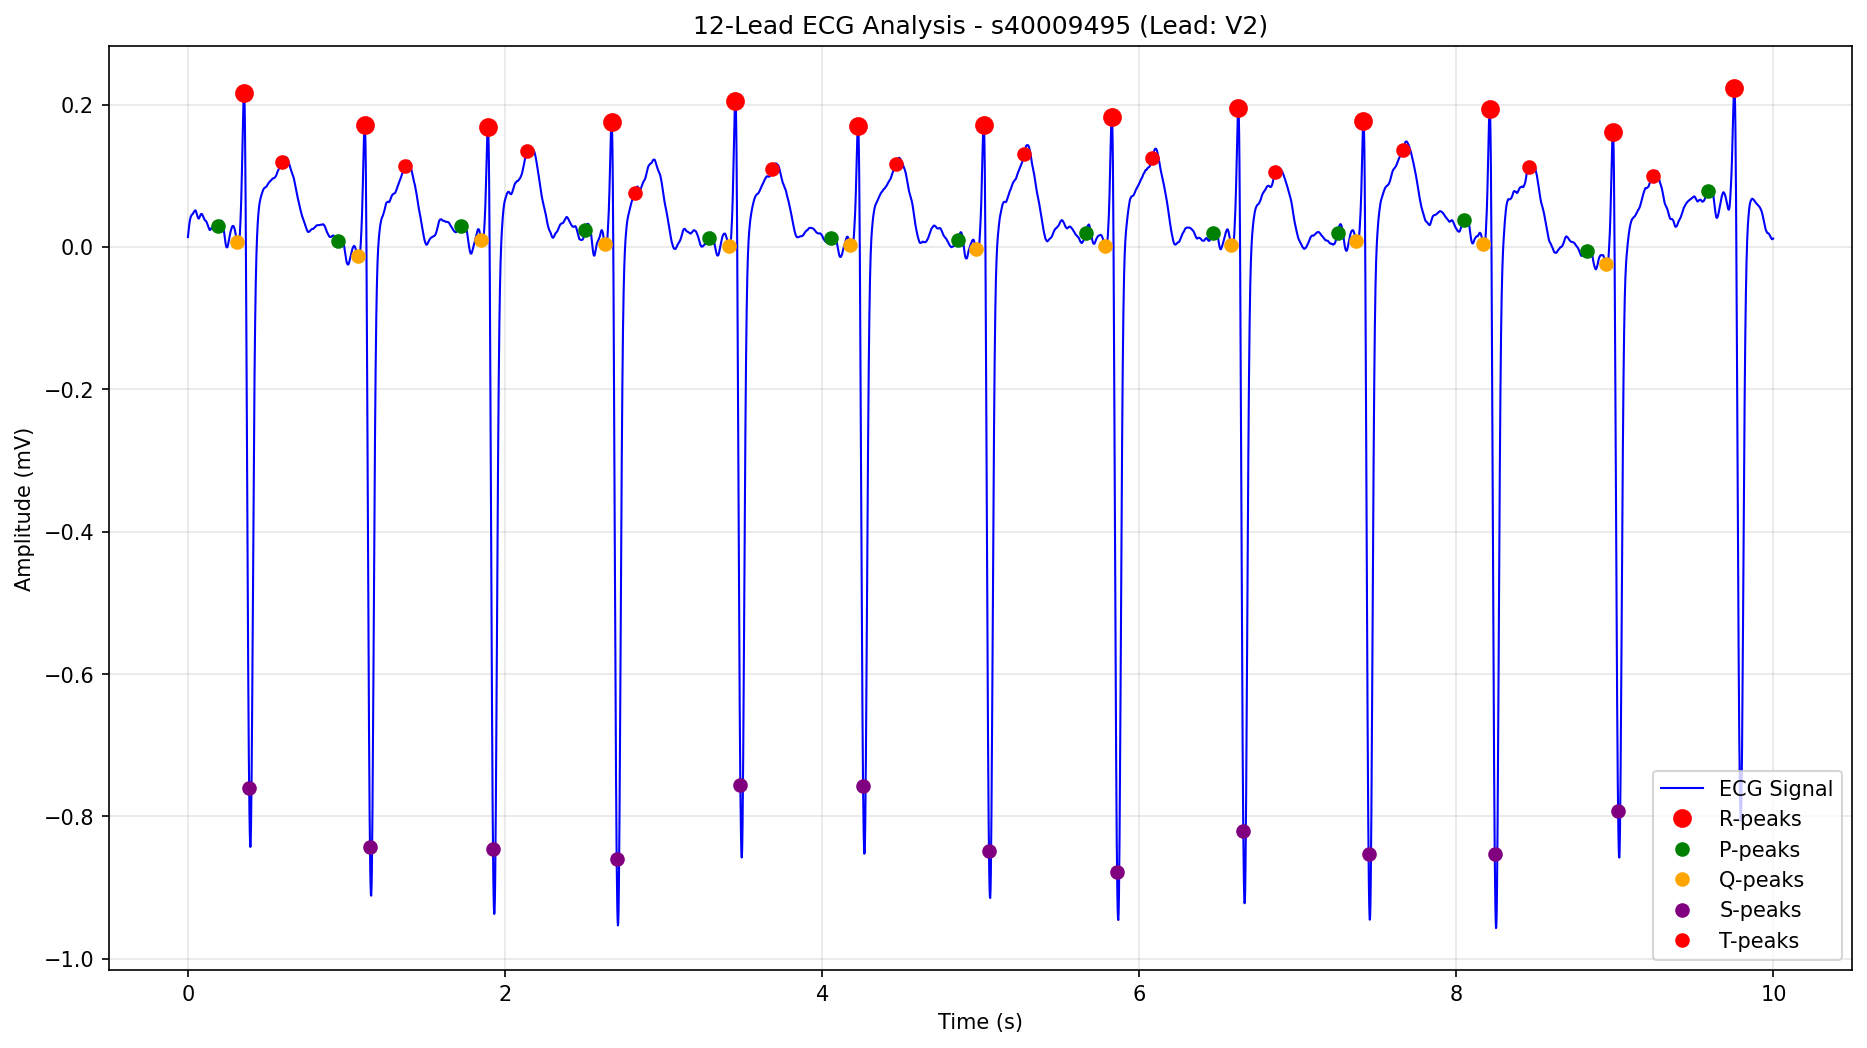 12-Lead ECG Analysis - s40009495 (Lead: V2)
Amplitude (mV)
0.2
0.0
−0.2
−0.4
−0.6
−0.8
−1.0
0 2 4 6 8 10
Time (s)
ECG Signal
R-peaks
P-peaks
Q-peaks
S-peaks
T-peaks